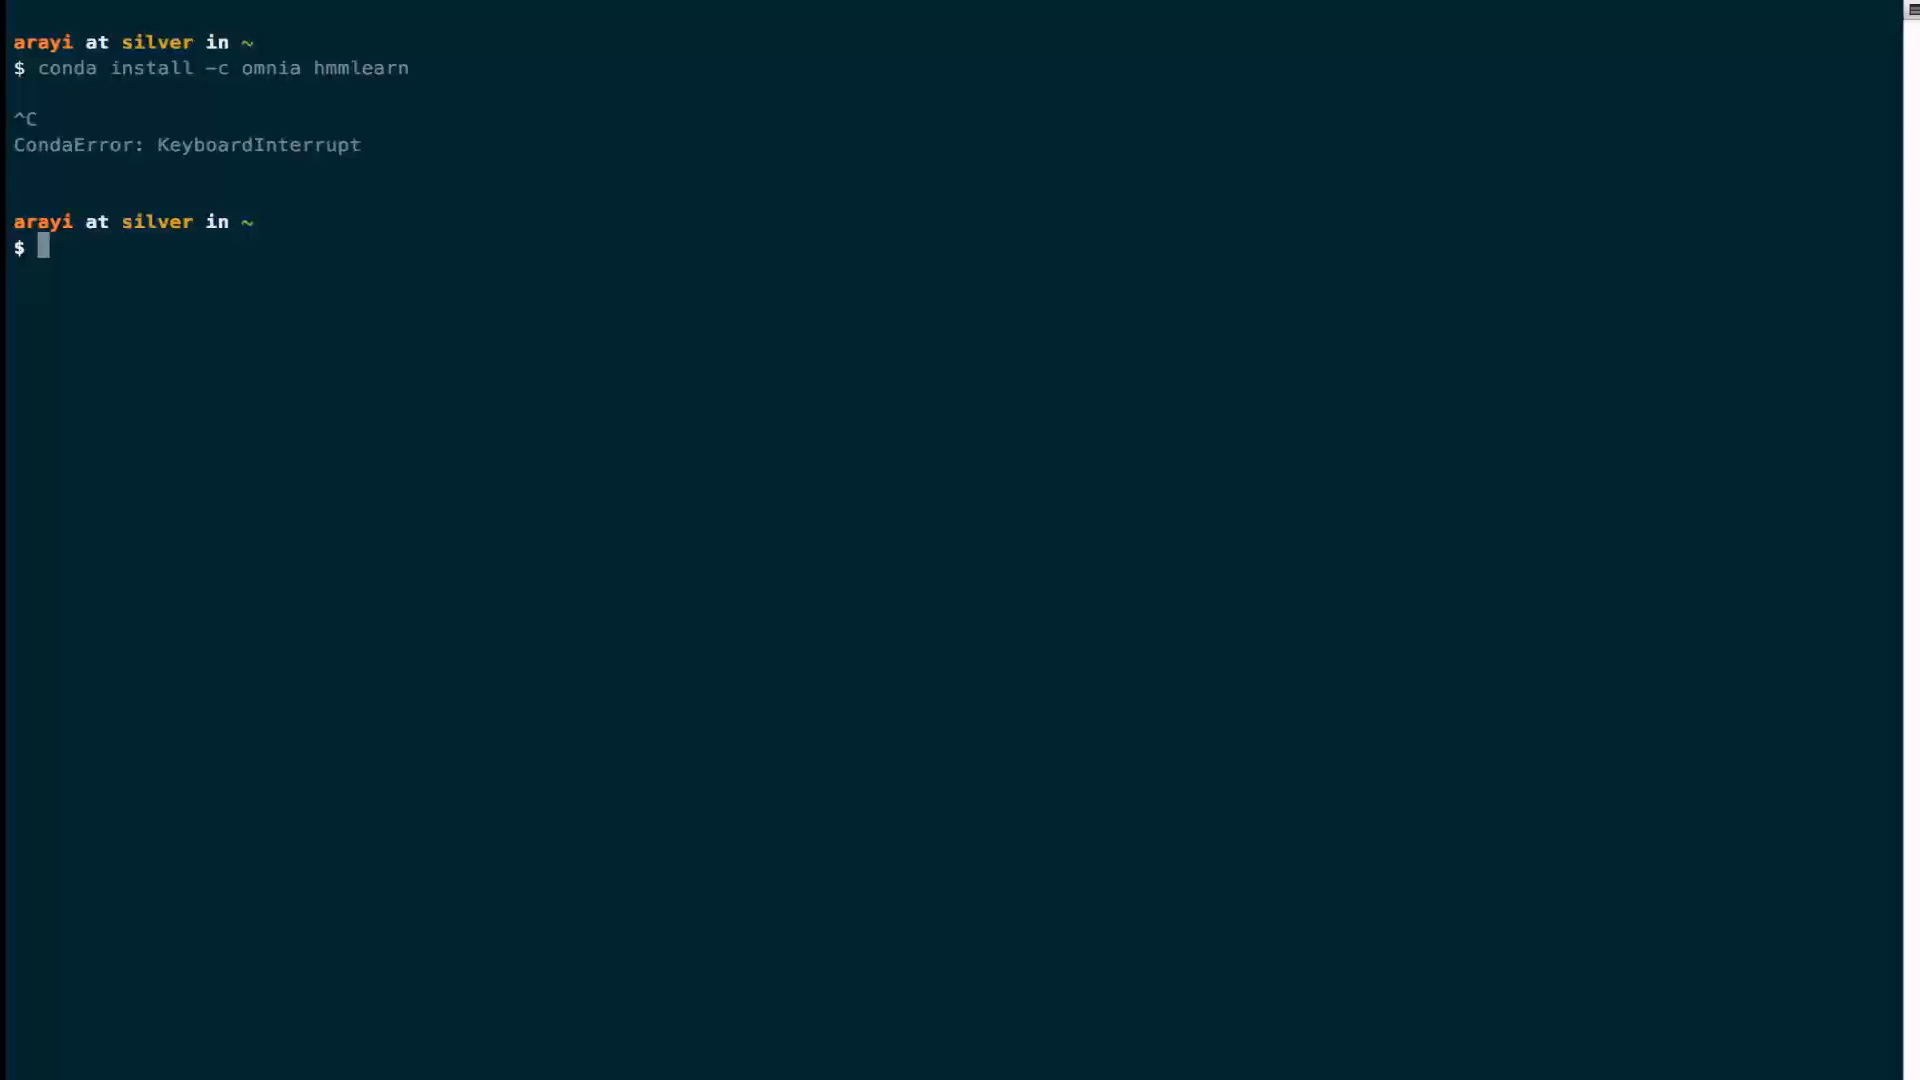 arayi at silver in ~
$ conda install -c omnia hmmlearn
^C
CondaError: KeyboardInterrupt
arayi at silver in ~
$